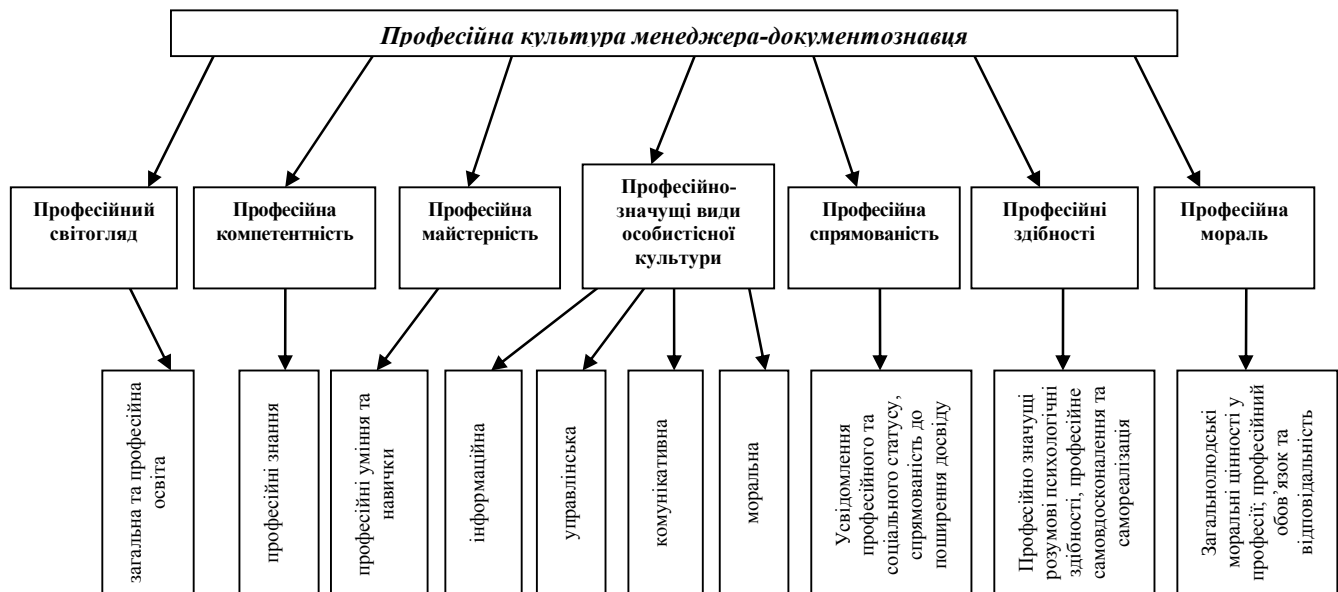 Професійна культура менеджера-документознавця
Професійний
світогляд
Професійна
компетентність
Професійна
майстерність
Професійно-
значущі види
особистісної
культури
Професійна
спрямованість
Професійні
здібності
Професійна
мораль
загальна та професійна
освіта
професійні знання
професійні уміння та
навички
інформаційна
управлінська
комунікативна
моральна
Усвідомлення
професійного та
соціального статусу,
спрямованість до
поширення досвіду
Професійно значущі
розумові психологічні
здібності, професійне
самовдосконалення та
самореалізація
Загальнолюдські
моральні цінності у
професії; професійний
обов’язок та
відповідальність